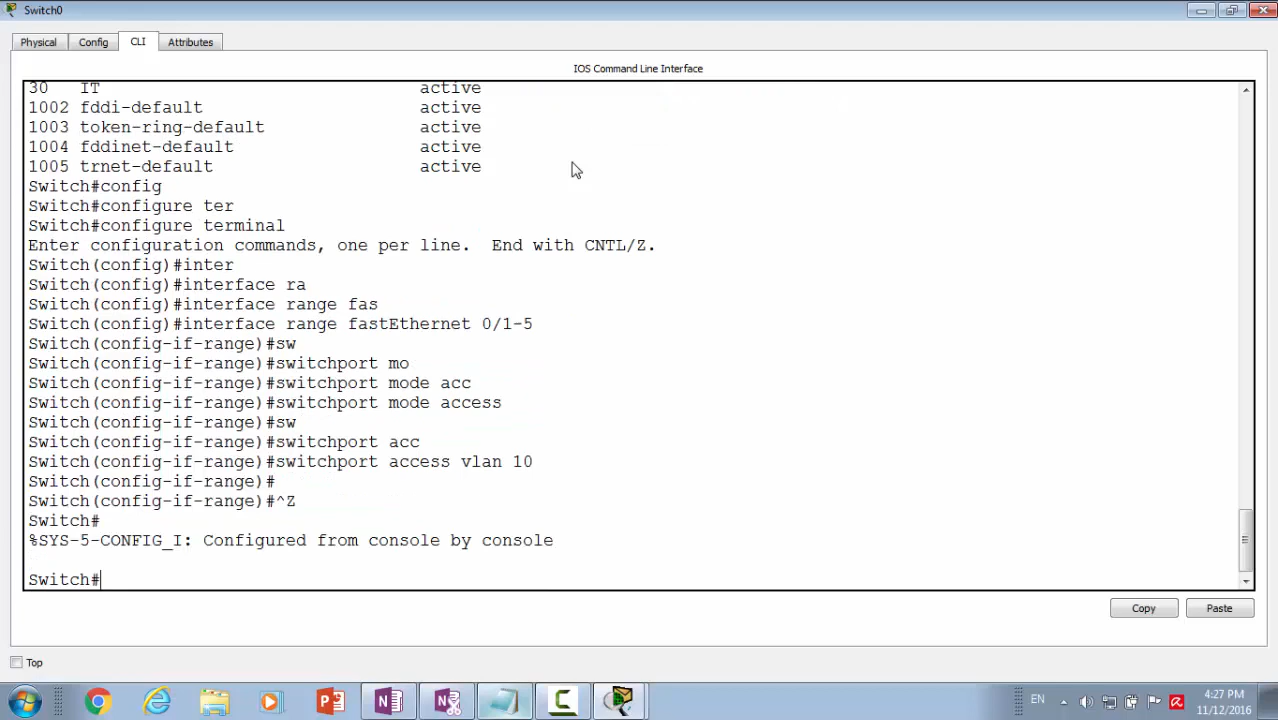 Switch0
Physical Config CLI Attributes
IOS Command Line Interface
30 IT active
1002 fddi-default active
1003 token-ring-default active
1004 fddinet-default active
1005 trnet-default active
Switch#config
Switch#configure ter
Switch#configure terminal
Enter configuration commands, one per line. End with CNTL/Z.
Switch(config)#inter
Switch(config)#interface ra
Switch(config)#interface range fas
Switch(config)#interface range fastEthernet 0/1-5
Switch(config-if-range)#sw
Switch(config-if-range)#switchport mo
Switch(config-if-range)#switchport mode acc
Switch(config-if-range)#switchport mode access
Switch(config-if-range)#sw
Switch(config-if-range)#switchport acc
Switch(config-if-range)#switchport access vlan 10
Switch(config-if-range)#
Switch(config-if-range)#^Z
Switch#
%SYS-5-CONFIG_I: Configured from console by console
Switch#
Copy Paste
Top
EN 4:27 PM
11/12/2016